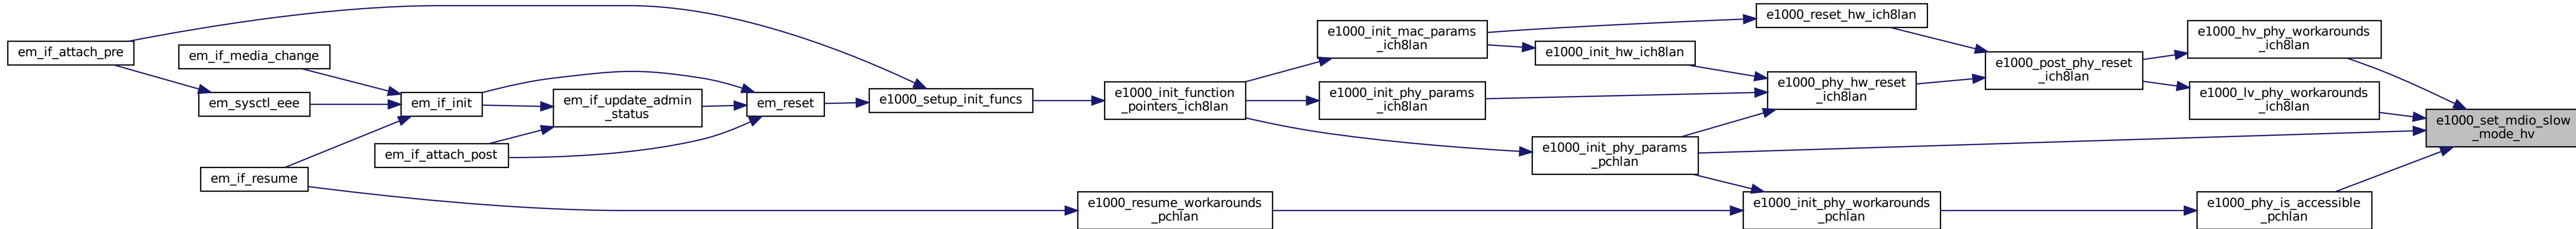 em_if_attach_pre
em_if_media_change
em_sysctl_eee
em_if_resume
em_if_init
em_if_attach_post
em_if_update_admin
_status
em_reset
e1000_setup_init_funcs
e1000_resume_workarounds
_pchlan
e1000_init_function
_pointers_ich8lan
e1000_init_mac_params
_ich8lan
e1000_init_phy_params
_ich8lan
e1000_init_hw_ich8lan
e1000_init_phy_params
_pchlan
e1000_reset_hw_ich8lan
e1000_phy_hw_reset
_ich8lan
e1000_init_phy_workarounds
_pchlan
e1000_post_phy_reset
_ich8lan
e1000_hv_phy_workarounds
_ich8lan
e1000_lv_phy_workarounds
_ich8lan
e1000_phy_is_accessible
_pchlan
e1000_set_mdio_slow
_mode_hv